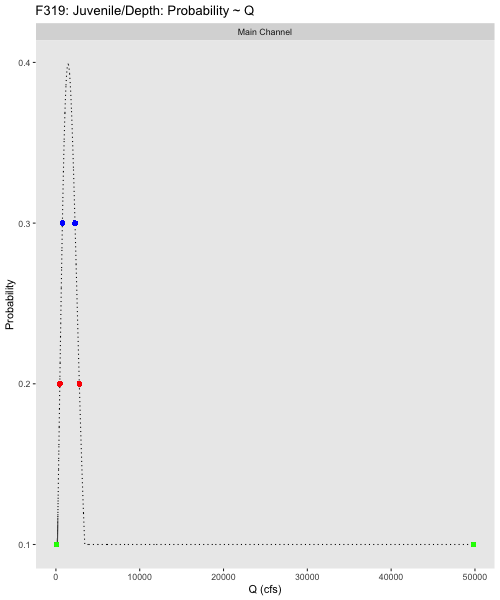 F319: Juvenile/Depth: Probability ~ Q
Main Channel
0.4
0.3
0.2
0.1
Probability
0
10000
20000
30000
40000
50000
Q (cfs)